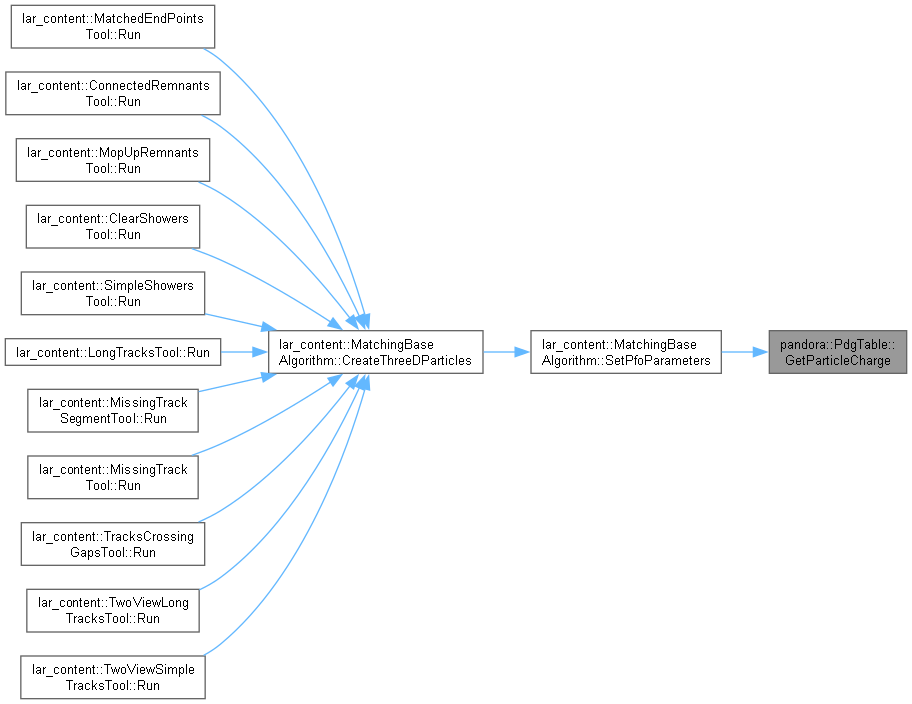 lar_content::MatchedEndPoints
Tool::Run
lar_content::ConnectedRemnants
Tool::Run
lar_content::MopUpRemnants
Tool::Run
lar_content::ClearShowers
Tool::Run
lar_content::SimpleShowers
Tool::Run
lar_content::LongTracksTool::Run
lar_content::MissingTrack
SegmentTool::Run
lar_content::MissingTrack
Tool::Run
lar_content::TracksCrossing
GapsTool::Run
lar_content::TwoViewLong
TracksTool::Run
lar_content::TwoViewSimple
TracksTool::Run
lar_content::MatchingBase
Algorithm::CreateThreeDParticles
lar_content::MatchingBase
Algorithm::SetPfoParameters
pandora::PdgTable::
GetParticleCharge